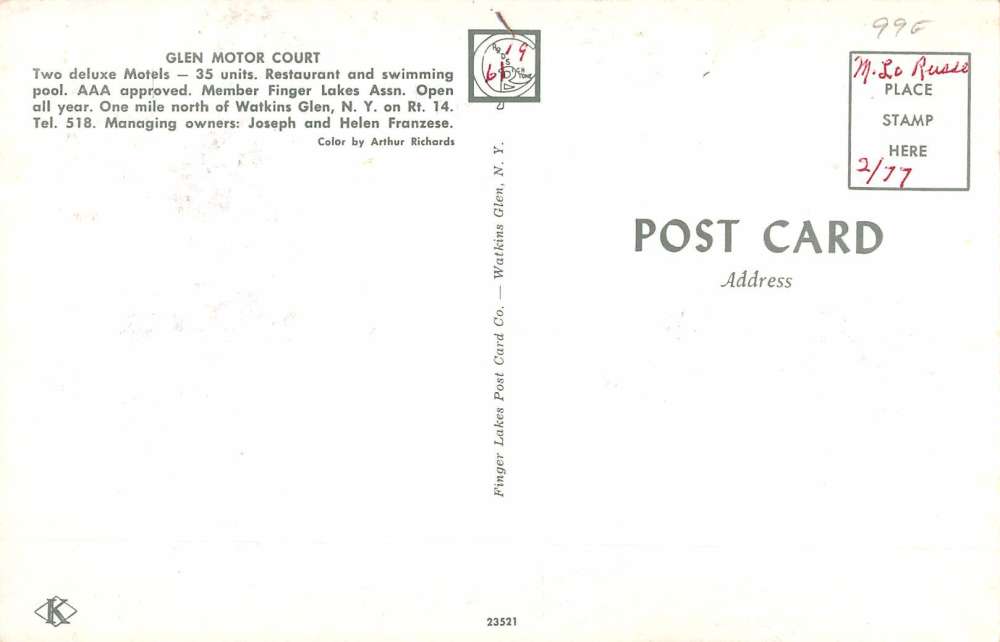 GLEN MOTOR COURT
Two deluxe Motels — 35 units. Restaurant and swimming
pool. AAA approved. Member Finger Lakes Assn. Open
all year. One mile north of Watkins Glen, N. Y. on Rt. 14.
Tel. 518. Managing owners: Joseph and Helen Franzese.
Color by Arthur Richards
19
61
Finger Lakes Post Card Co. — Watkins Glen, N. Y.
M. Lo Russo
PLACE
STAMP
HERE
2/77
POST CARD
Address
K
23521